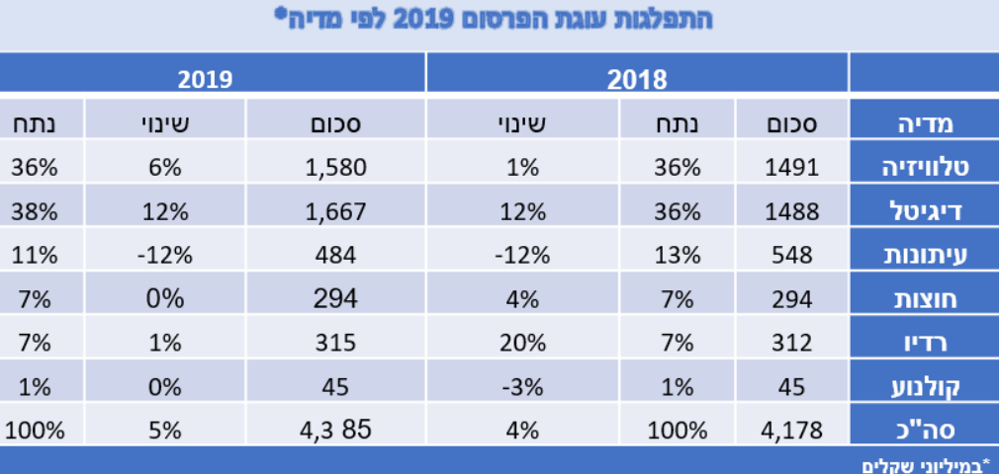 התפלגות עוגת הפרסום 2019 לפי מדיה*
2018 2019
מדיה סכום נתח שינוי סכום שינוי נתח
טלוויזיה 1491 36% 1% 1,580 6% 36%
דיגיטל 1488 36% 12% 1,667 12% 38%
עיתונות 548 13% -12% 484 -12% 11%
חוצות 294 7% 4% 294 0% 7%
רדיו 312 7% 20% 315 1% 7%
קולנוע 45 1% -3% 45 0% 1%
סה"כ 4,178 100% 4% 4,3 85 5% 100%
*במיליוני שקלים